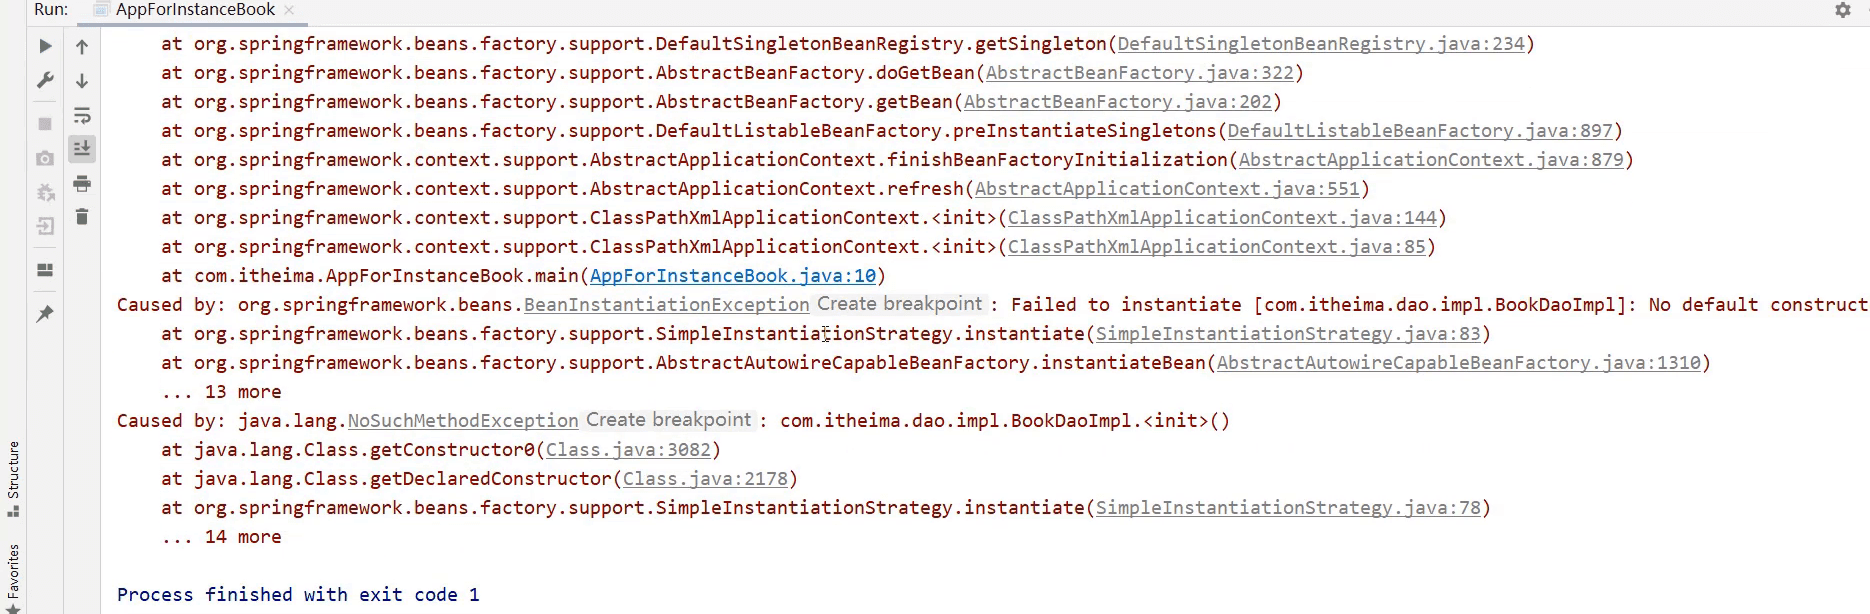 Run: AppForInstanceBook
at org.springframework.beans.factory.support.DefaultSingletonBeanRegistry.getSingleton(DefaultSingletonBeanRegistry.java:234)
at org.springframework.beans.factory.support.AbstractBeanFactory.doGetBean(AbstractBeanFactory.java:322)
at org.springframework.beans.factory.support.AbstractBeanFactory.getBean(AbstractBeanFactory.java:202)
at org.springframework.beans.factory.support.DefaultListableBeanFactory.preInstantiateSingletons(DefaultListableBeanFactory.java:897)
at org.springframework.context.support.AbstractApplicationContext.finishBeanFactoryInitialization(AbstractApplicationContext.java:879)
at org.springframework.context.support.AbstractApplicationContext.refresh(AbstractApplicationContext.java:551)
at org.springframework.context.support.ClassPathXmlApplicationContext.<init>(ClassPathXmlApplicationContext.java:144)
at org.springframework.context.support.ClassPathXmlApplicationContext.<init>(ClassPathXmlApplicationContext.java:85)
at com.itheima.AppForInstanceBook.main(AppForInstanceBook.java:10)
Caused by: org.springframework.beans.BeanInstantiationException Create breakpoint : Failed to instantiate [com.itheima.dao.impl.BookDaoImpl]: No default construct
at org.springframework.beans.factory.support.SimpleInstantiationStrategy.instantiate(SimpleInstantiationStrategy.java:83)
at org.springframework.beans.factory.support.AbstractAutowireCapableBeanFactory.instantiateBean(AbstractAutowireCapableBeanFactory.java:1310)
... 13 more
Caused by: java.lang.NoSuchMethodException Create breakpoint : com.itheima.dao.impl.BookDaoImpl.<init>()
at java.lang.Class.getConstructor0(Class.java:3082)
at java.lang.Class.getDeclaredConstructor(Class.java:2178)
at org.springframework.beans.factory.support.SimpleInstantiationStrategy.instantiate(SimpleInstantiationStrategy.java:78)
... 14 more
Process finished with exit code 1
Structure
Favorites